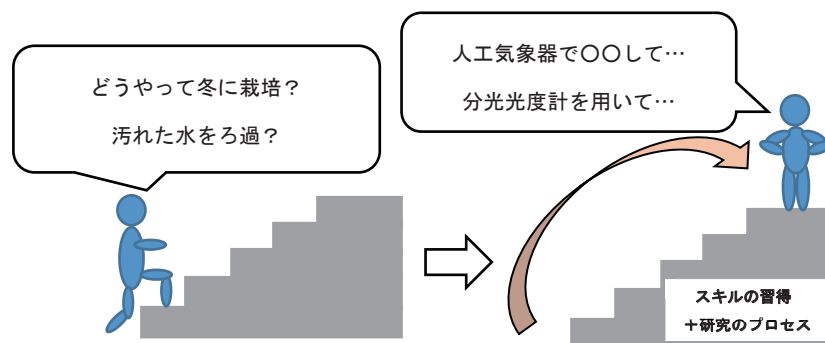 どうやって冬に栽培？
汚れた水をろ過？
人工気象器で〇〇して…
分光光度計を用いて…
スキルの習得
＋研究のプロセス